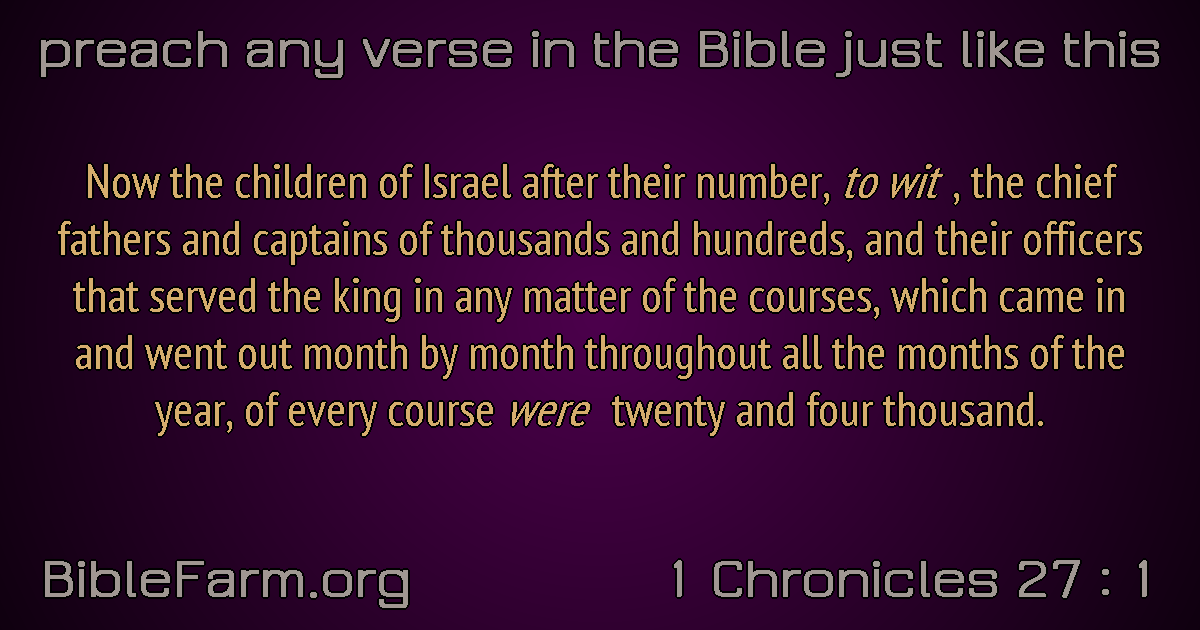 preach any verse in the Bible just like this
Now the children of Israel after their number, to wit , the chief
fathers and captains of thousands and hundreds, and their officers
that served the king in any matter of the courses, which came in
and went out month by month throughout all the months of the
year, of every course were twenty and four thousand.
BibleFarm.org
1 Chronicles 27 : 1